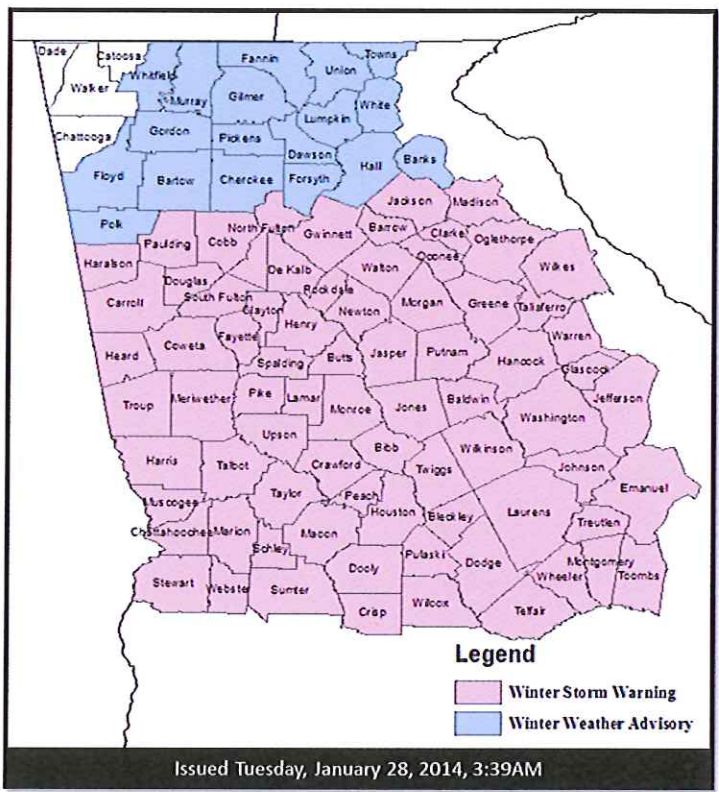 Dade
Catoosa
Fannin
Towns
Union
Whitfield
Walker
Murray
Gilmer
White
Lumpkin
Chattooga
Gordon
Pickens
Dawson
Hall
Banks
Floyd
Bartow
Cherokee
Forsyth
Jackson
Madison
Polk
Paulding
Cobb
North Fulton
Gwinnett
Barrow
Clarke
Oglethorpe
Haralson
Oconee
Wilkes
De Kalb
Walton
Douglas
Rockdale
Carroll
South Fulton
Clayton
Newton
Morgan
Greene
Taliaferro
Henry
Fayette
Warren
Heard
Coweta
Spalding
Butts
Jasper
Putnam
Hancock
Glascock
Troup
Meriwether
Pike
Lamar
Monroe
Jones
Baldwin
Jefferson
Washington
Upson
Bibb
Wilkinson
Harris
Talbot
Crawford
Twiggs
Johnson
Taylor
Peach
Emanuel
Muscogee
Houston
Bleckley
Laurens
Treutlen
Chattahoochee
Marion
Macon
Schley
Pulaski
Dodge
Montgomery
Dooly
Wheeler
Toombs
Stewart
Webster
Sumter
Crisp
Wilcox
Telfair
Legend
Winter Storm Warning
Winter Weather Advisory
Issued Tuesday, January 28, 2014, 3:39AM